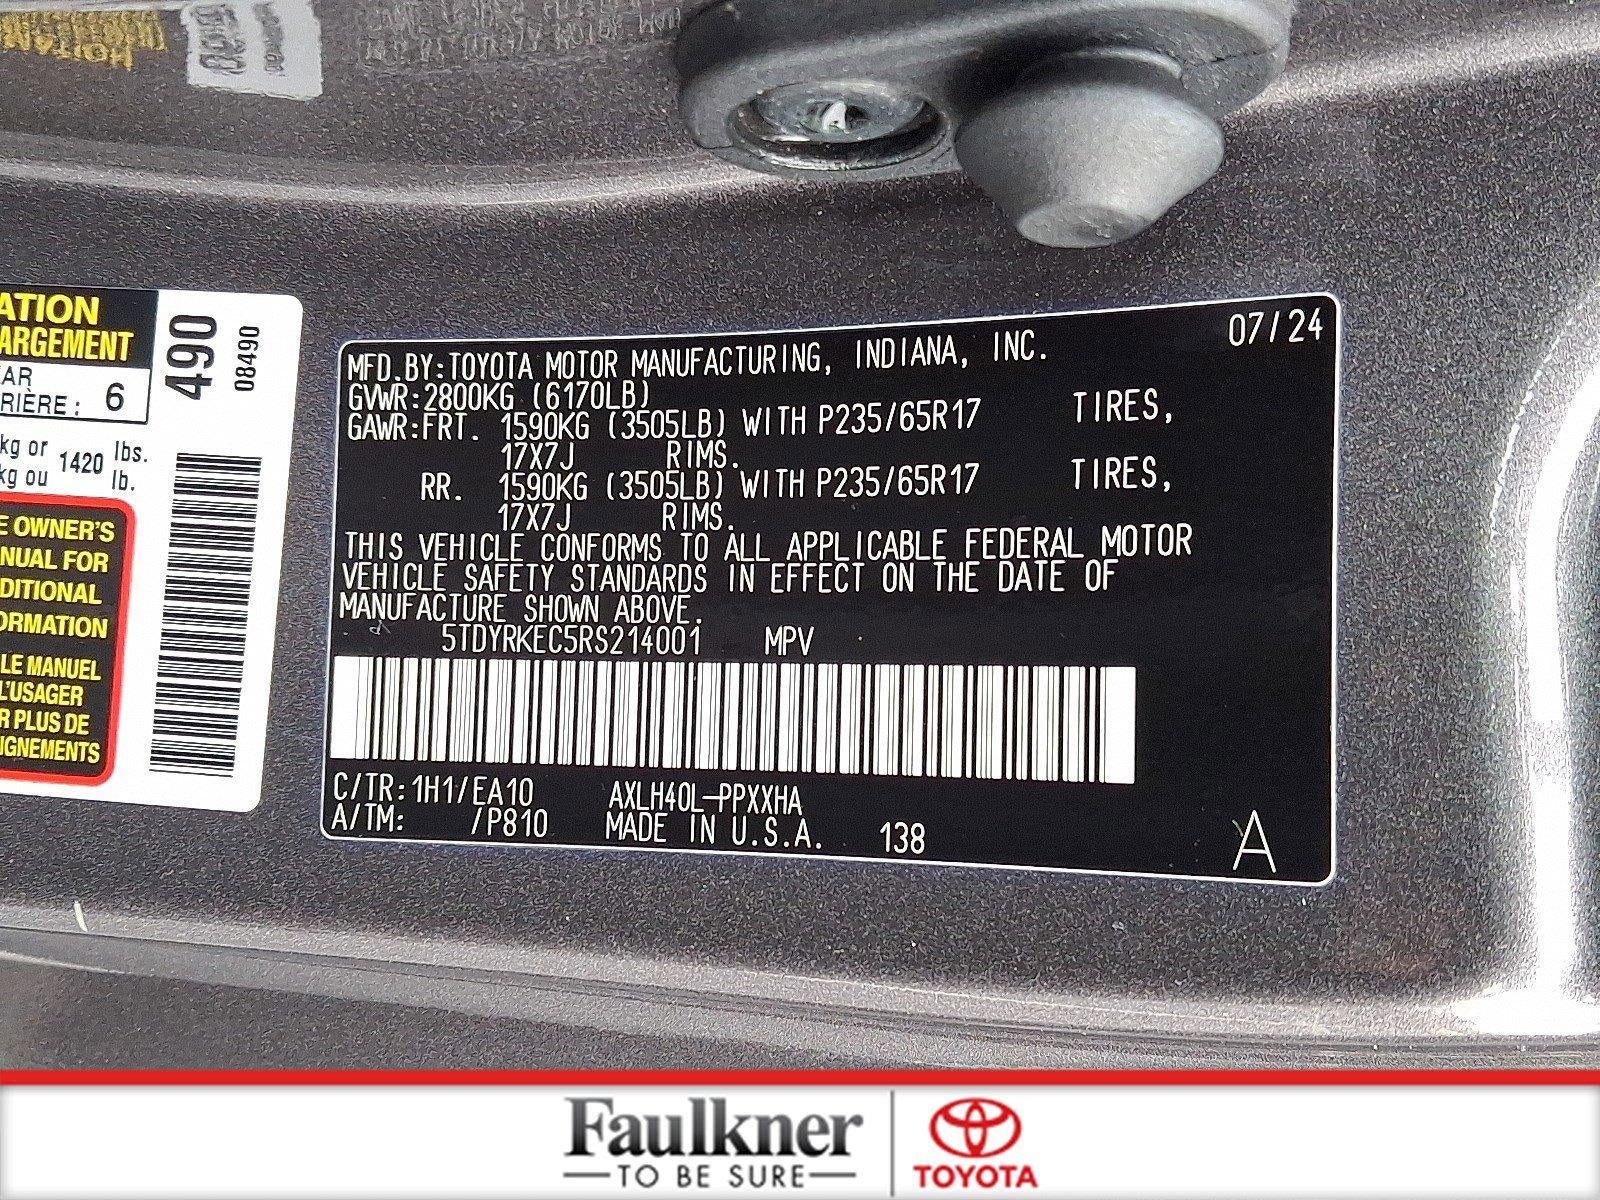 ATION
ARGEMENT
AR
RIÈRE : 6
kg or 1420 lbs.
kg ou lb.
E OWNER'S
NUAL FOR
DITIONAL
ORMATION
LE MANUEL
L'USAGER
R PLUS DE
IGNEMENTS
490
08490
07/24
MFD.BY:TOYOTA MOTOR MANUFACTURING, INDIANA, INC.
GVWR:2800KG (6170LB)
GAWR:FRT. 1590KG (3505LB) WITH P235/65R17 TIRES,
17X7J RIMS.
RR. 1590KG (3505LB) WITH P235/65R17 TIRES,
17X7J RIMS.
THIS VEHICLE CONFORMS TO ALL APPLICABLE FEDERAL MOTOR
VEHICLE SAFETY STANDARDS IN EFFECT ON THE DATE OF
MANUFACTURE SHOWN ABOVE.
5TDYRKEC5RS214001 MPV
C/TR:1H1/EA10 AXLH40L-PPXXHA
A/TM: /P810 MADE IN U.S.A. 138
A
Faulkner
TO BE SURE
TOYOTA